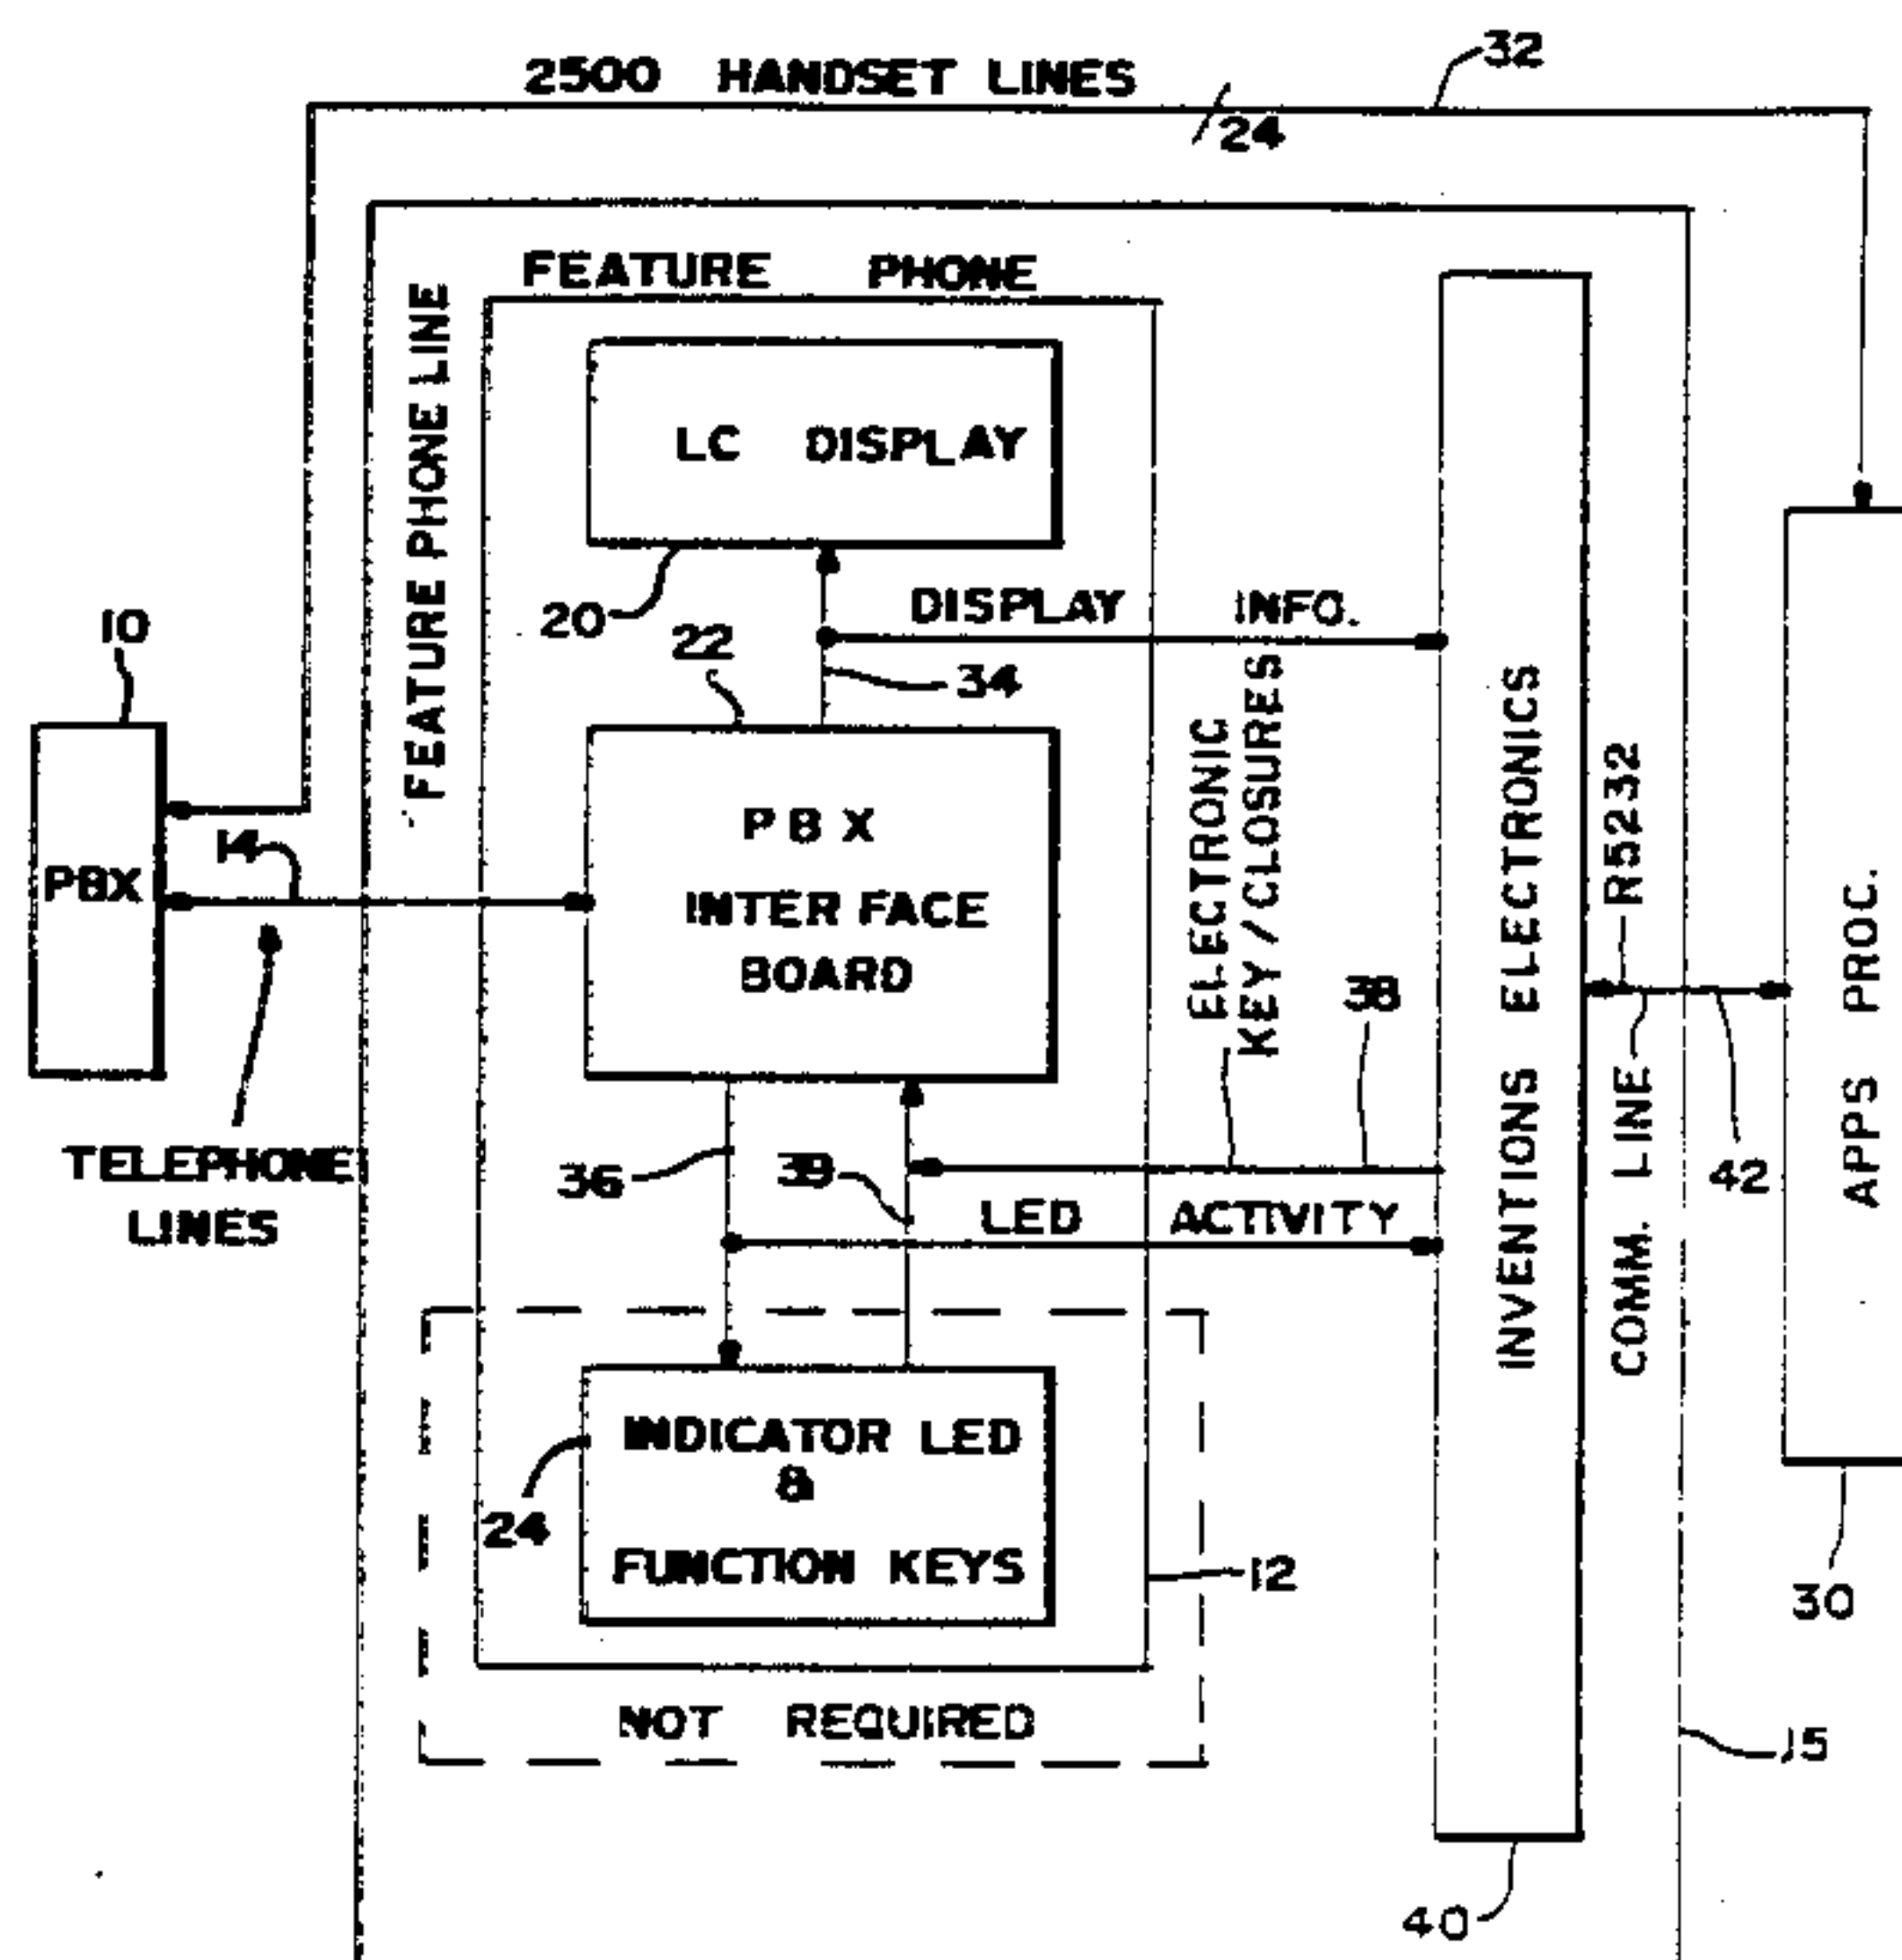 2500 HANDSET LINES
32
24
FEATURE PHONE
FEATURE PHONE LINE
LC DISPLAY
20
DISPLAY INFO.
22
34
10
PBX
14
TELEPHONE
LINES
PBX
INTER FACE
BOARD
ELECTRONIC
KEY/CLOSURES
38
36
39
LED ACTIVITY
INVENTIONS ELECTRONICS
R5232
COMM. LINE
42
APPS PROC.
INDICATOR LED
&
FUNCTION KEYS
24
12
NOT REQUIRED
30
15
40